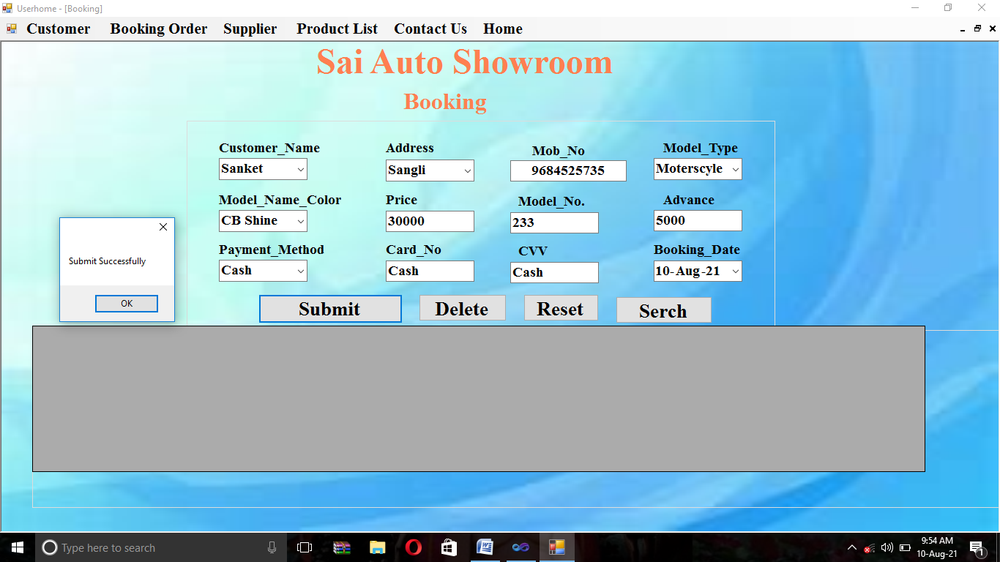 Userhome - [Booking]
Customer Booking Order Supplier Product List Contact Us Home
Sai Auto Showroom
Booking
Customer_Name Address Mob_No Model_Type
Sanket Sangli 9684525735 Moterscyle
Model_Name_Color Price Model_No. Advance
CB Shine 30000 233 5000
Payment_Method Card_No CVV Booking_Date
Cash Cash Cash 10-Aug-21
Submit Delete Reset Serch
Submit Successfully
OK
Type here to search
9:54 AM
10-Aug-21
1